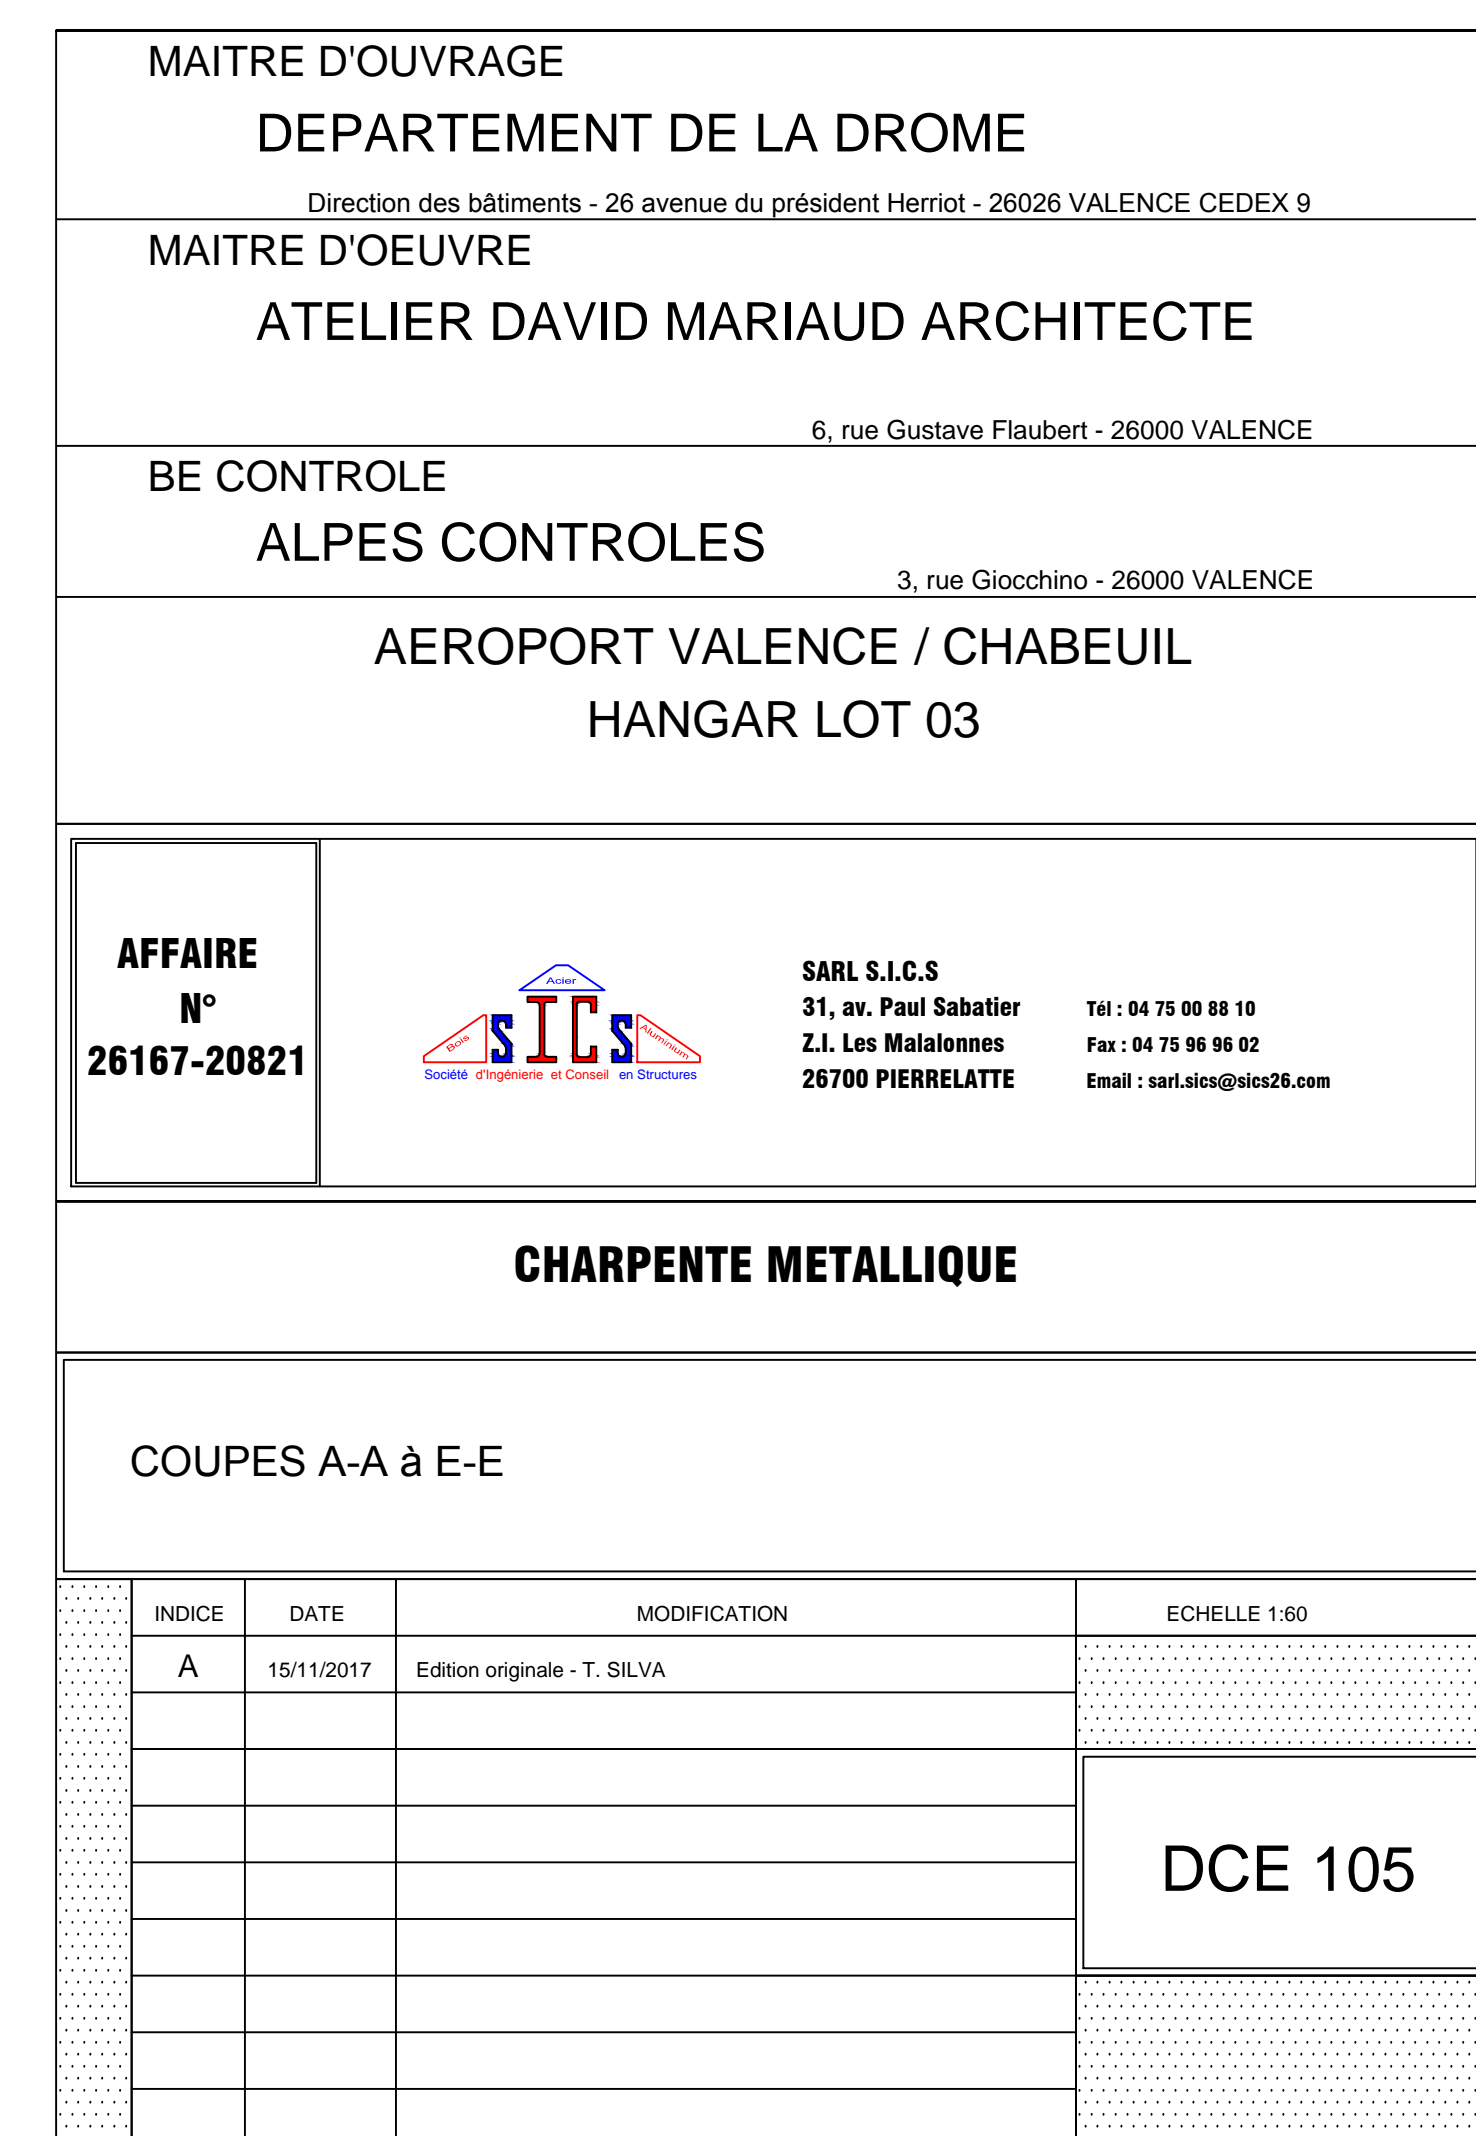 MAITRE D'OUVRAGE
DEPARTEMENT DE LA DROME
Direction des bâtiments - 26 avenue du président Herriot - 26026 VALENCE CEDEX 9
MAITRE D'OEUVRE
ATELIER DAVID MARIAUD ARCHITECTE
6, rue Gustave Flaubert - 26000 VALENCE
BE CONTROLE
ALPES CONTROLES
3, rue Giocchino - 26000 VALENCE
AEROPORT VALENCE / CHABEUIL
HANGAR LOT 03
AFFAIRE
N°
26167-20821
Acier
Bois
SICS
Aluminium
Société d'Ingénierie et Conseil en Structures
SARL S.I.C.S
31, av. Paul Sabatier
Z.I. Les Malalonnes
26700 PIERRELATTE
Tél : 04 75 00 88 10
Fax : 04 75 96 96 02
Email : sarl.sics@sics26.com
CHARPENTE METALLIQUE
COUPES A-A à E-E
INDICE DATE MODIFICATION ECHELLE 1:60
A 15/11/2017 Edition originale - T. SILVA
DCE 105